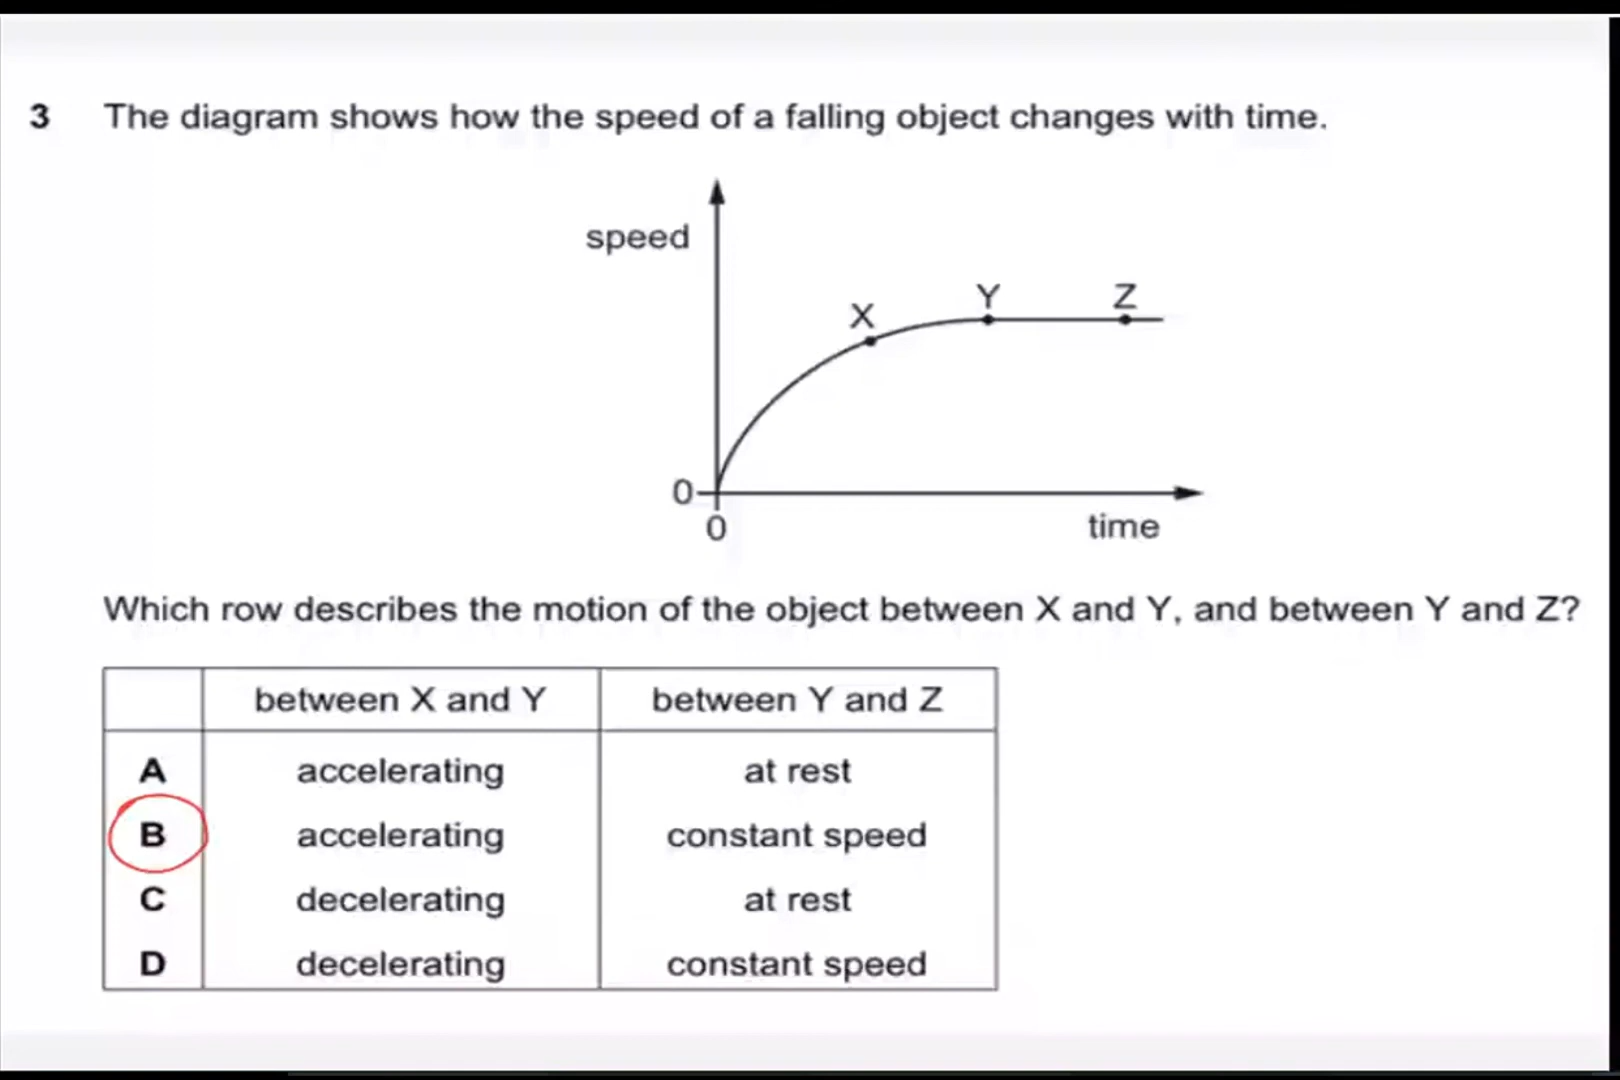 3 The diagram shows how the speed of a falling object changes with time.
speed
X
Y
Z
0
0
time
Which row describes the motion of the object between X and Y, and between Y and Z?
between X and Y between Y and Z
A accelerating at rest
B accelerating constant speed
C decelerating at rest
D decelerating constant speed